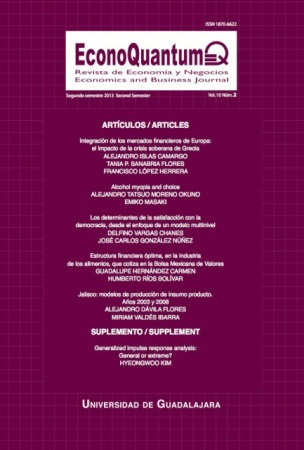 ISSN 1870-6622
EconoQuantum
Revista de Economía y Negocios
Economics and Business Journal
Segundo semestre 2013 Second Semester
Vol.10 Núm.2
ARTÍCULOS / ARTICLES
Integración de los mercados financieros de Europa:
el impacto de la crisis soberana de Grecia
ALEJANDRO ISLAS CAMARGO
TANIA P. SANABRIA FLORES
FRANCISCO LÓPEZ HERRERA
Alcohol myopia and choice
ALEJANDRO TATSUO MORENO OKUNO
EMIKO MASAKI
Los determinantes de la satisfacción con la
democracia, desde el enfoque de un modelo multinivel
DELFINO VARGAS CHANES
JOSÉ CARLOS GONZÁLEZ NÚÑEZ
Estructura financiera óptima, en la industria
de los alimentos, que cotiza en la Bolsa Mexicana de Valores
GUADALUPE HERNÁNDEZ CARMEN
HUMBERTO RÍOS BOLÍVAR
Jalisco: modelos de producción de insumo producto.
Años 2003 y 2008
ALEJANDRO DÁVILA FLORES
MIRIAM VALDÉS IBARRA
SUPLEMENTO / SUPPLEMENT
Generalized impulse response analysis:
General or extreme?
HYEONGWOO KIM
UNIVERSIDAD DE GUADALAJARA